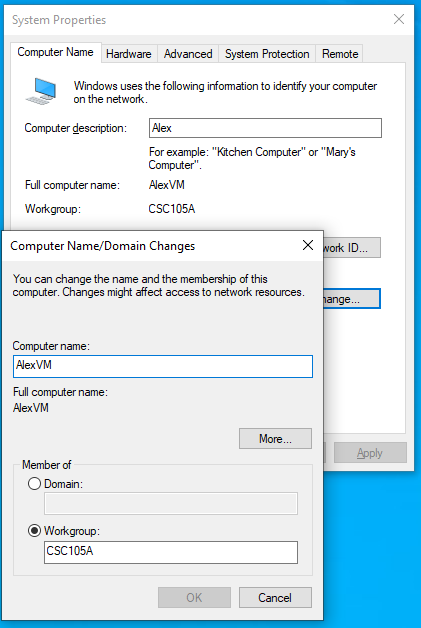 System Properties
Computer Name
Hardware
Advanced
System Protection
Remote
Windows uses the following information to identify your computer
on the network.
Computer description:
Alex
For example: "Kitchen Computer" or "Mary's
Computer".
Full computer name:
AlexVM
Workgroup:
CSC105A
ID...
Apply
Computer Name/Domain Changes
You can change the name and the membership of this
computer. Changes might affect access to network resources.
Computer name:
AlexVM
Full computer name:
AlexVM
More...
Member of
Domain:
Workgroup:
CSC105A
OK
Cancel